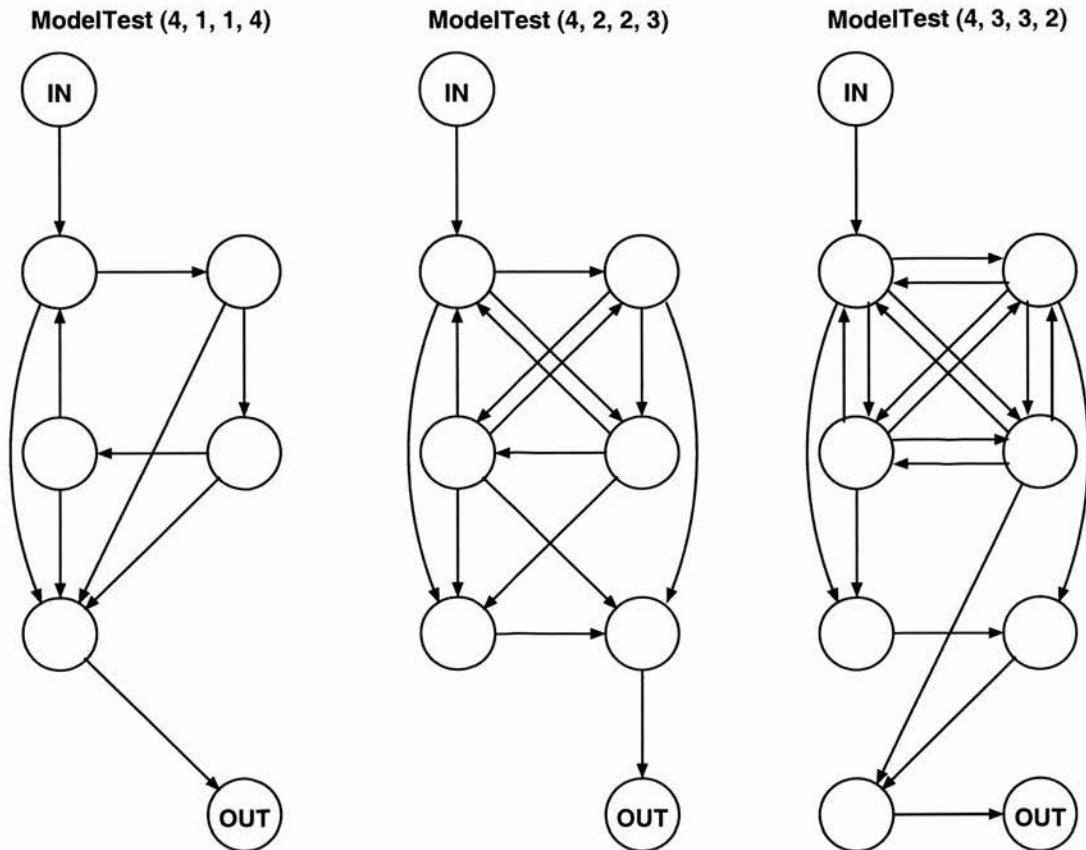 ModelTest (4, 1, 1, 4)
ModelTest (4, 2, 2, 3)
ModelTest (4, 3, 3, 2)
IN
IN
IN
OUT
OUT
OUT